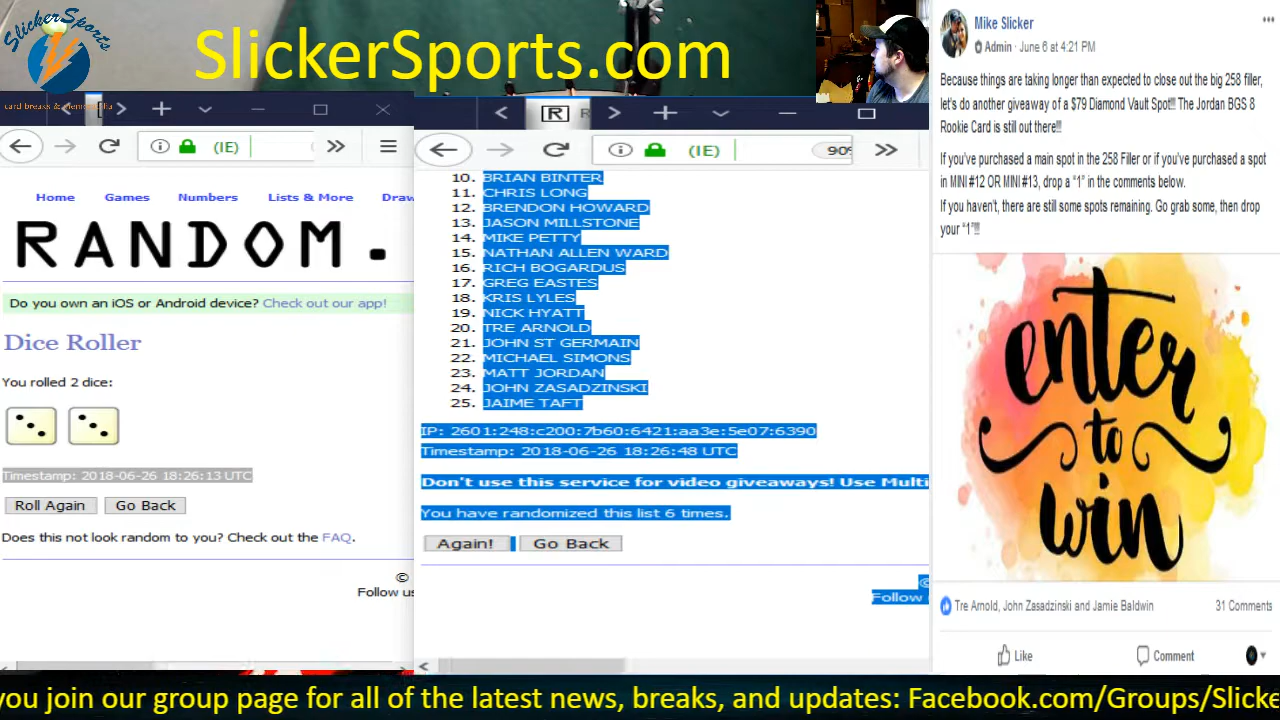 SlickerSports
card breaks & memorabilia
SlickerSports.com
(IE)
Home Games Numbers Lists & More Draw
RANDOM.
Do you own an iOS or Android device? Check out our app!
Dice Roller
You rolled 2 dice:
Timestamp: 2018-06-26 18:26:13 UTC
Roll Again Go Back
Does this not look random to you? Check out the FAQ.
©
Follow us
R
(IE) 90%
10. BRIAN BINTER
11. CHRIS LONG
12. BRENDON HOWARD
13. JASON MILLSTONE
14. MIKE PETTY
15. NATHAN ALLEN WARD
16. RICH BOGARDUS
17. GREG EASTES
18. KRIS LYLES
19. NICK HYATT
20. TRE ARNOLD
21. JOHN ST GERMAIN
22. MICHAEL SIMONS
23. MATT JORDAN
24. JOHN ZASADZINSKI
25. JAIME TAFT
IP: 2601:248:c200:7b60:6421:aa3e:5e07:6390
Timestamp: 2018-06-26 18:26:48 UTC
Don't use this service for video giveaways! Use Multi
You have randomized this list 6 times.
Again! Go Back
©
Follow
Mike Slicker
Admin · June 6 at 4:21 PM
Because things are taking longer than expected to close out the big 258 filler,
let's do another giveaway of a $79 Diamond Vault Spot!!! The Jordan BGS 8
Rookie Card is still out there!!!
If you've purchased a main spot in the 258 Filler or if you've purchased a spot
in MINI #12 OR MINI #13, drop a "1" in the comments below.
If you haven't, there are still some spots remaining. Go grab some, then drop
your "1"!!!
enter
to
win
Tre Arnold, John Zasadzinski and Jamie Baldwin 31 Comments
Like Comment
you join our group page for all of the latest news, breaks, and updates: Facebook.com/Groups/Slicke